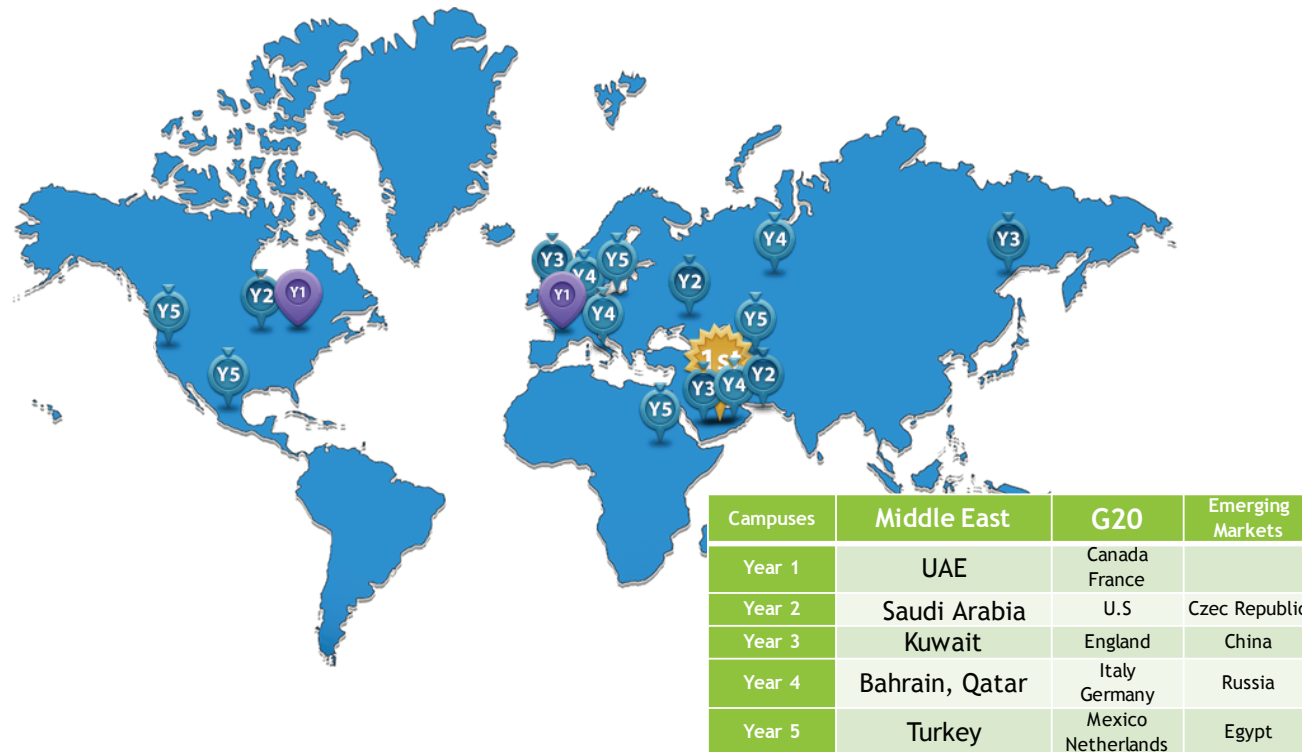 Y3
Y5
Y4
Y4
Y3
Y1
Y2
Y1
Y2
Y5
Y4
Y5
1st
Y5
Y3
Y4
Y2
Y5
Campuses Middle East G20 Emerging Markets
Year 1 UAE Canada France
Year 2 Saudi Arabia U.S Czec Republic
Year 3 Kuwait England China
Year 4 Bahrain, Qatar Italy Germany Russia
Year 5 Turkey Mexico Netherlands Egypt